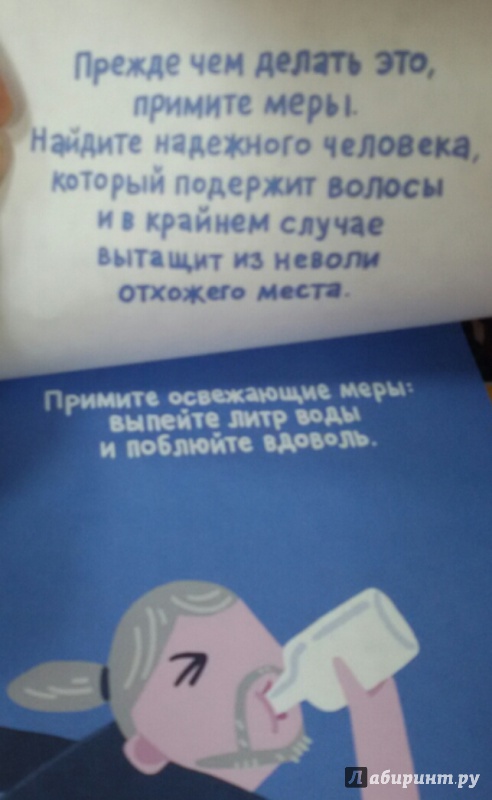 Прежде чем делать это,
примите меры.
Найдите надежного человека,
который подержит волосы
и в крайнем случае
вытащит из неволи
отхожего места.
Примите освежающие меры:
выпейте литр воды
и поблюйте вдоволь.
Лабиринт.ру